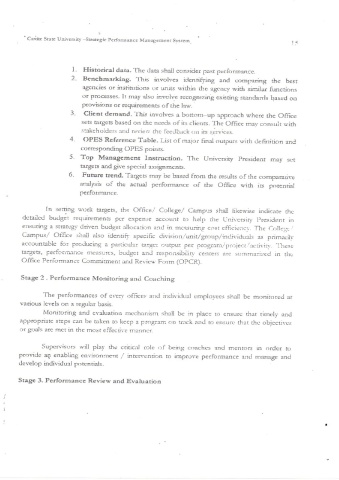 Cavite State University -Strategic Performance Management System
1. Historical data. The data shall consider past performance.
2. Benchmarking. This involves identifying and comparing the best
agencies or institutions or units within the agency with similar functions
or processes. It may also involve recognizing existing standards based on
provisions or requirements of the law.
3. Client demand. This involves a bottom-up approach where the Office
sets targets based on the needs of its clients. The Office may consult with
stakeholders and review the feedback on its services.
4. OPES Reference Table. List of major final outputs with definition and
corresponding OPES points.
5. Top Management Instruction. The University President may set
targets and give special assignments.
6. Future trend. Targets may be based from the results of the comparative
analysis of the actual performance of the Office with its potential
performance.
In setting work targets, the Office/ College/ Campus shall likewise indicate the
detailed budget requirements per expense account to help the University President in
ensuring a strategy driven budget allocation and in measuring cost efficiency. The College/
Campus/ Office shall also identify specific division/unit/group/individuals as primarily
accountable for producing a particular target output per program/project/activity. These
targets, performance measures, budget and responsibility centers are summarized in the
Office Performance Commitment and Review Form (OPCR).
Stage 2 . Performance Monitoring and Coaching
The performances of every offices and individual employees shall be monitored at
various levels on a regular basis.
Monitoring and evaluation mechanism shall be in place to ensure that timely and
appropriate steps can be taken to keep a program on track and to ensure that the objectives
or goals are met in the most effective manner.
Supervisors will play the critical role of being coaches and mentors in order to
provide an enabling environment / intervention to improve performance and manage and
develop individual potentials.
Stage 3. Performance Review and Evaluation